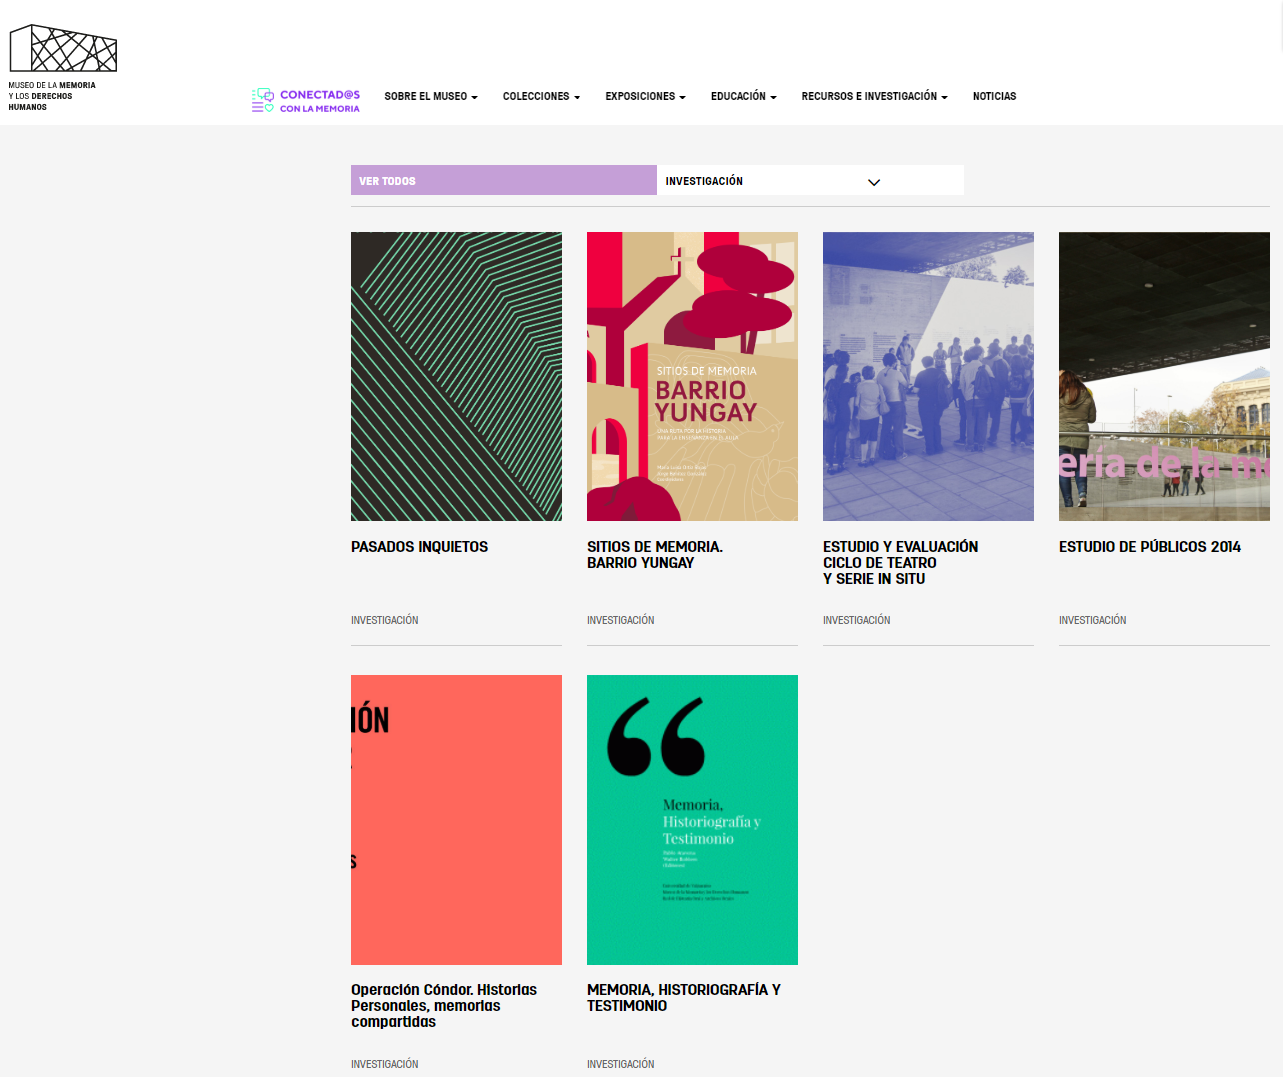 MUSEO DE LA MEMORIA
Y LOS DERECHOS
HUMANOS
CONECTAD@S
CON LA MEMORIA
SOBRE EL MUSEO
COLECCIONES
EXPOSICIONES
EDUCACIÓN
RECURSOS E INVESTIGACIÓN
NOTICIAS
VER TODOS
INVESTIGACIÓN
SITIOS DE MEMORIA
BARRIO
YUNGAY
UNA RUTA POR LA HISTORIA
PARA LA ENSEÑANZA EN EL AULA
ería de la me
PASADOS INQUIETOS
INVESTIGACIÓN
SITIOS DE MEMORIA.
BARRIO YUNGAY
INVESTIGACIÓN
ESTUDIO Y EVALUACIÓN
CICLO DE TEATRO
Y SERIE IN SITU
INVESTIGACIÓN
ESTUDIO DE PÚBLICOS 2014
INVESTIGACIÓN
IÓN
S
Operación Cóndor. Historias
Personales, memorias
compartidas
INVESTIGACIÓN
Memoria,
Historiografía y
Testimonio
MEMORIA, HISTORIOGRAFÍA Y
TESTIMONIO
INVESTIGACIÓN